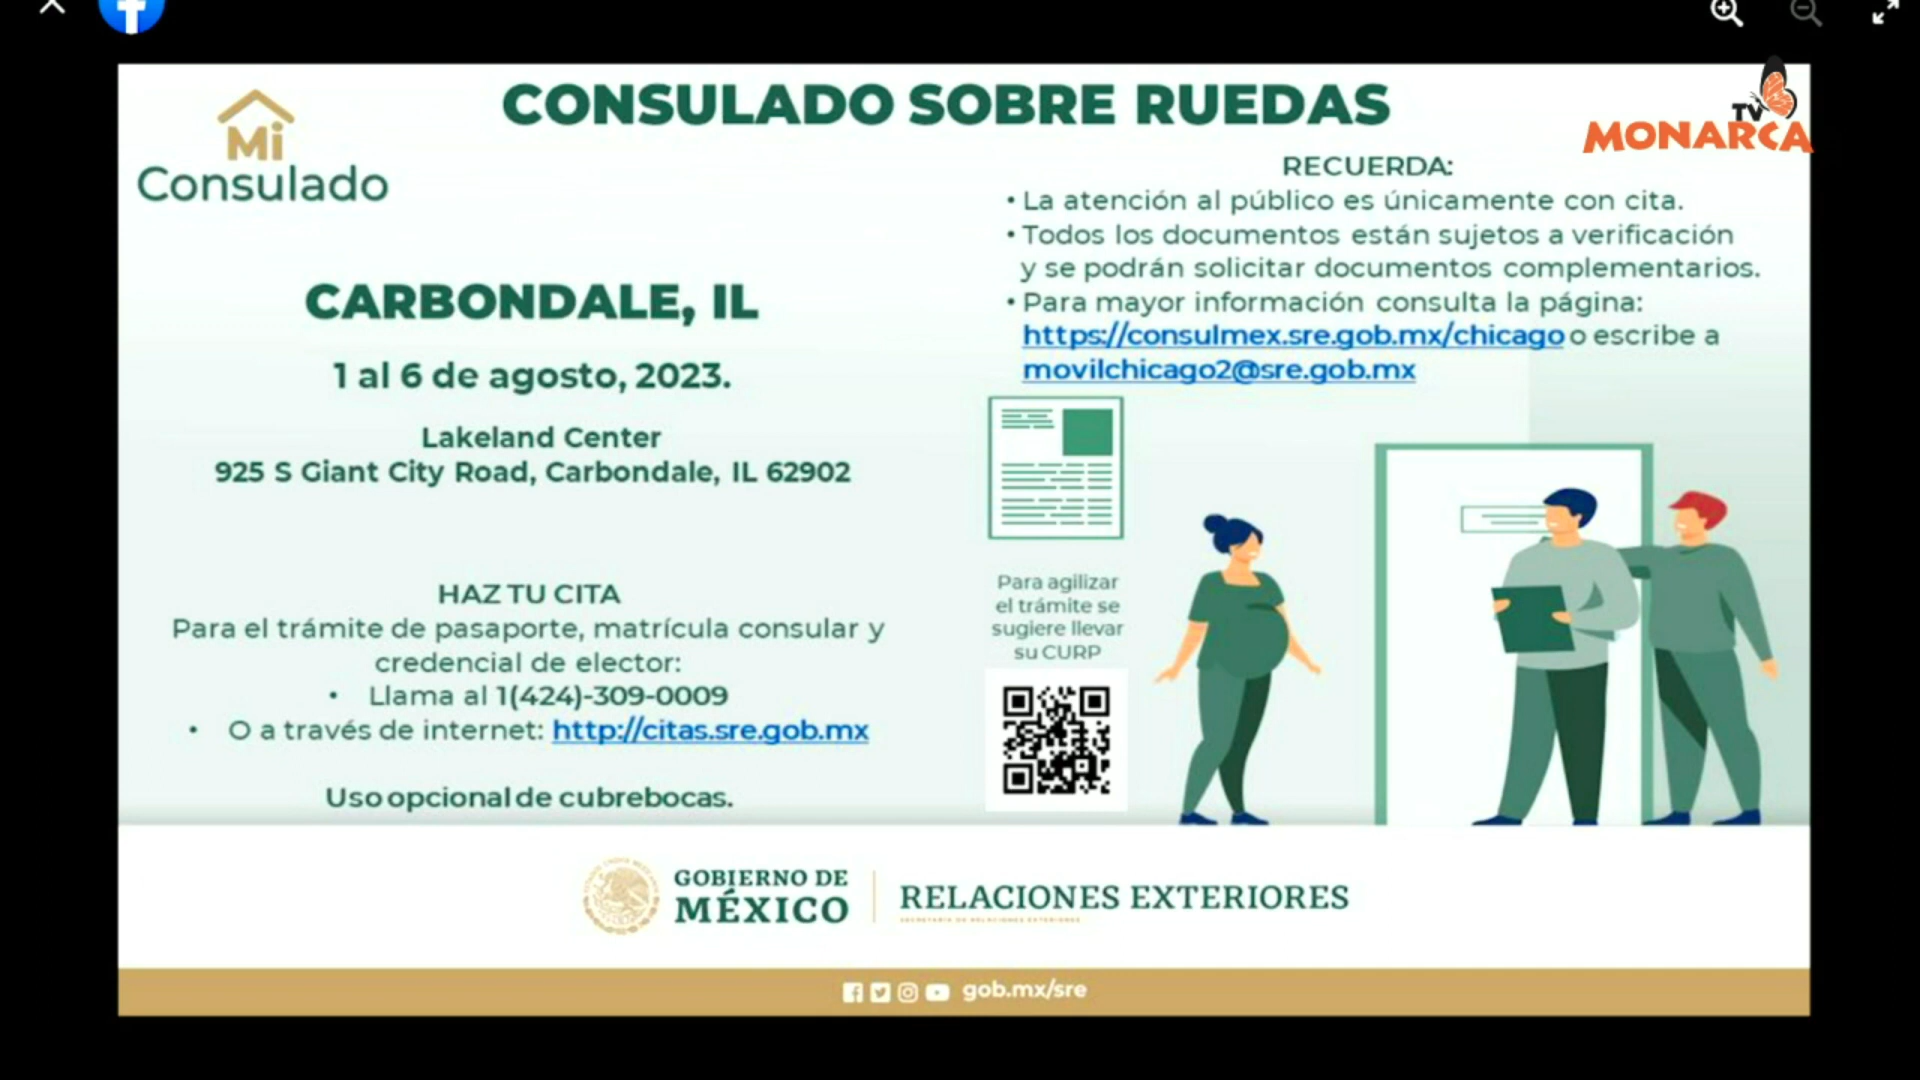 CONSULADO SOBRE RUEDAS
Mi
Consulado
TV
MONARCA
CARBONDALE, IL
1 al 6 de agosto, 2023.
Lakeland Center
925 S Giant City Road, Carbondale, IL 62902
HAZ TU CITA
Para el trámite de pasaporte, matrícula consular y
credencial de elector:
• Llama al 1(424)-309-0009
• O a través de internet: http://citas.sre.gob.mx
Uso opcional de cubrebocas.
RECUERDA:
• La atención al público es únicamente con cita.
• Todos los documentos están sujetos a verificación
y se podrán solicitar documentos complementarios.
• Para mayor información consulta la página:
https://consulmex.sre.gob.mx/chicago o escribe a
movilchicago2@sre.gob.mx
Para agilizar
el trámite se
sugiere llevar
su CURP
GOBIERNO DE
MÉXICO
RELACIONES EXTERIORES
SECRETARÍA DE RELACIONES EXTERIORES
gob.mx/sre